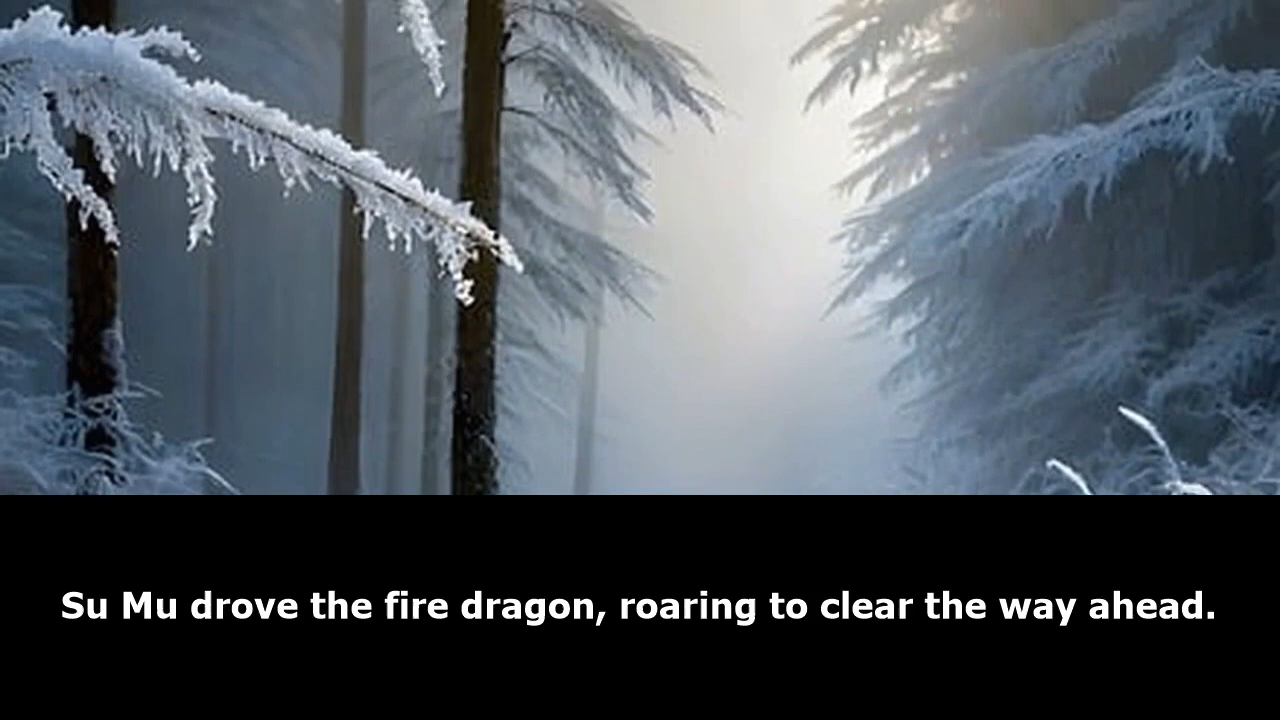 Su Mu drove the fire dragon, roaring to clear the way ahead.